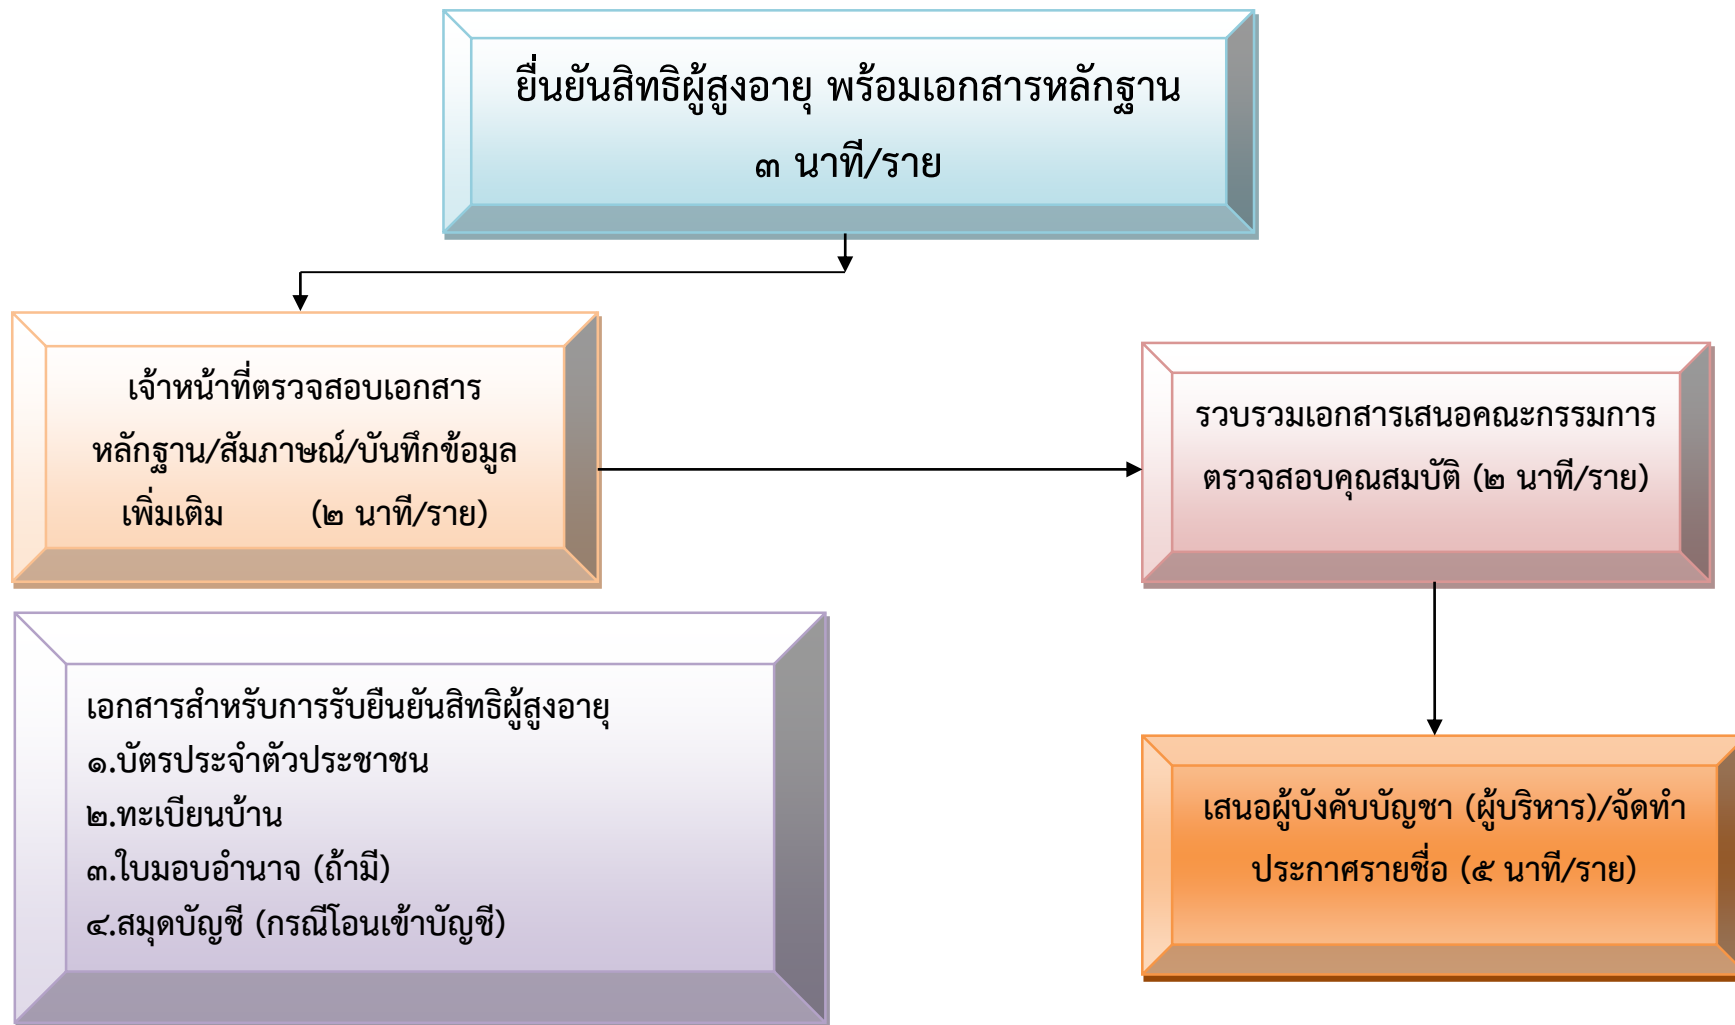 ยื่นยันสิทธิผู้สูงอายุ พร้อมเอกสารหลักฐาน
๓ นาที/ราย
เจ้าหน้าที่ตรวจสอบเอกสาร
หลักฐาน/สัมภาษณ์/บันทึกข้อมูล
เพิ่มเติม (๒ นาที/ราย)
รวบรวมเอกสารเสนอคณะกรรมการ
ตรวจสอบคุณสมบัติ (๒ นาที/ราย)
เอกสารสำหรับการรับยืนยันสิทธิผู้สูงอายุ
๑.บัตรประจำตัวประชาชน
๒.ทะเบียนบ้าน
๓.ใบมอบอำนาจ (ถ้ามี)
๔.สมุดบัญชี (กรณีโอนเข้าบัญชี)
เสนอผู้บังคับบัญชา (ผู้บริหาร)/จัดทำ
ประกาศรายชื่อ (๕ นาที/ราย)